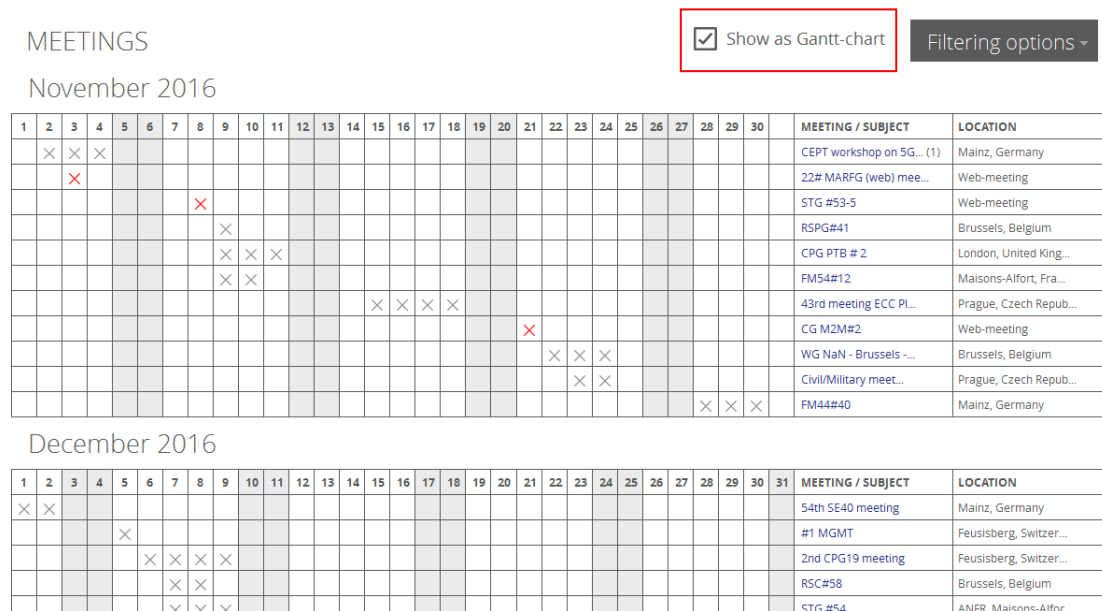 MEETINGS
Show as Gantt-chart
Filtering options
November 2016
1 2 3 4 5 6 7 8 9 10 11 12 13 14 15 16 17 18 19 20 21 22 23 24 25 26 27 28 29 30 MEETING / SUBJECT LOCATION
CEPT workshop on 5G... (1) Mainz, Germany
22# MARFG (web) mee... Web-meeting
STG #53-5 Web-meeting
RSPG#41 Brussels, Belgium
CPG PTB # 2 London, United King...
FM54#12 Maisons-Alfort, Fra...
43rd meeting ECC Pl... Prague, Czech Repub...
CG M2M#2 Web-meeting
WG NaN - Brussels -... Brussels, Belgium
Civil/Military meet... Prague, Czech Repub...
FM44#40 Mainz, Germany
December 2016
1 2 3 4 5 6 7 8 9 10 11 12 13 14 15 16 17 18 19 20 21 22 23 24 25 26 27 28 29 30 31 MEETING / SUBJECT LOCATION
54th SE40 meeting Mainz, Germany
#1 MGMT Feusisberg, Switzer...
2nd CPG19 meeting Feusisberg, Switzer...
RSC#58 Brussels, Belgium
STG #54 ANFR, Maisons-Alfor...